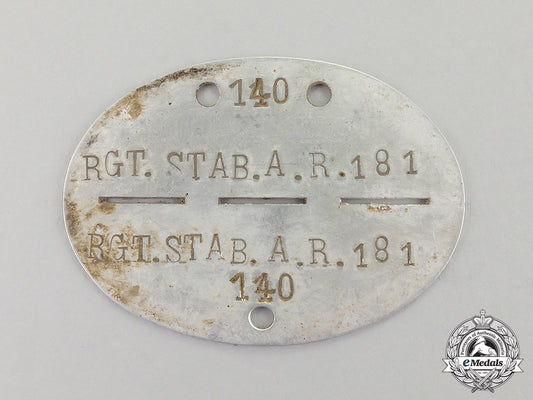 140
RGT. STAB. A. R. 181
RGT. STAB. A. R. 181
140
eMedals